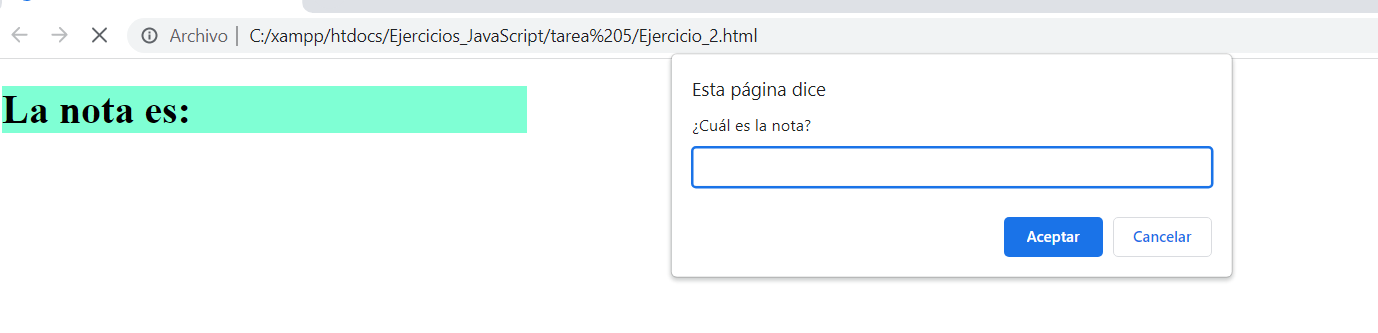 Archivo | C:/xampp/htdocs/Ejercicios_JavaScript/tarea%205/Ejercicio_2.html
La nota es:
Esta página dice
¿Cuál es la nota?
Aceptar Cancelar